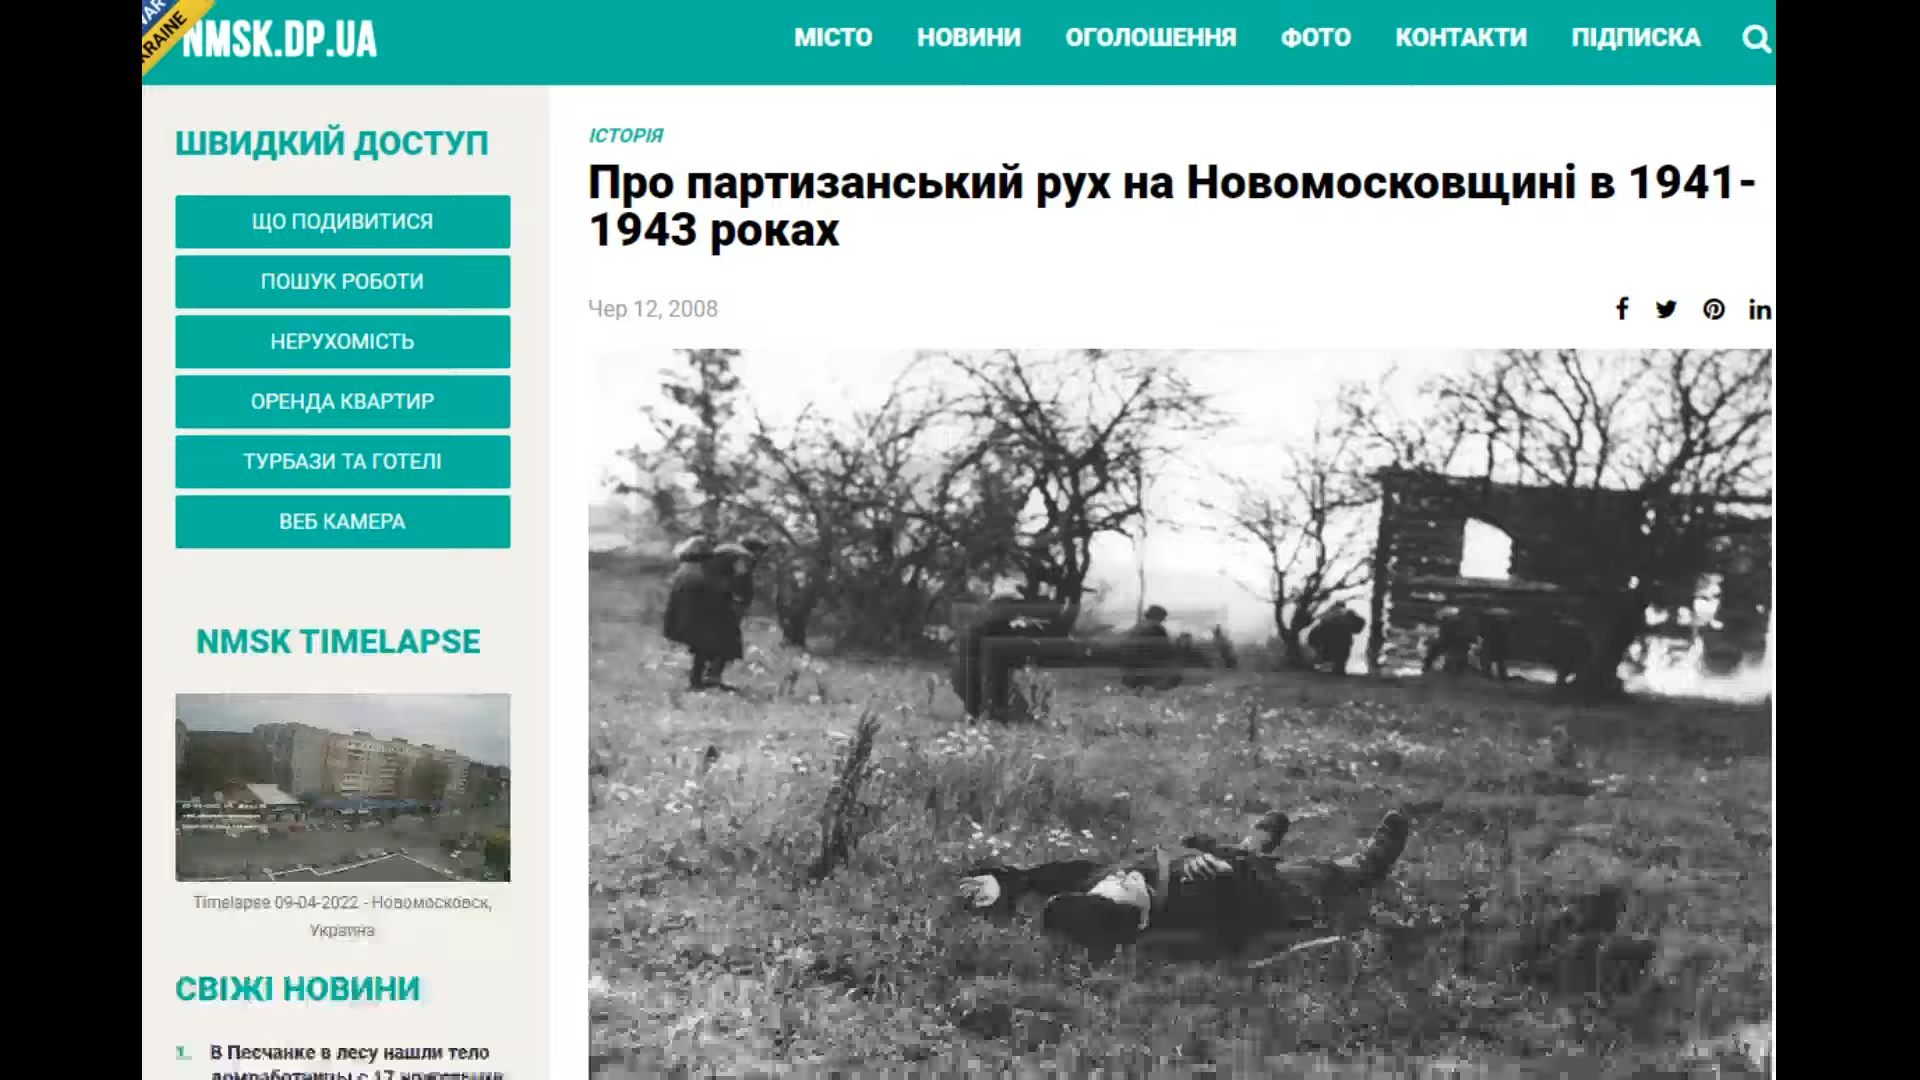 WAR
UKRAINE
NMSK.DP.UA
МІСТО НОВИНИ ОГОЛОШЕННЯ ФОТО КОНТАКТИ ПІДПИСКА
ШВИДКИЙ ДОСТУП
ЩО ПОДИВИТИСЯ
ПОШУК РОБОТИ
НЕРУХОМІСТЬ
ОРЕНДА КВАРТИР
ТУРБАЗИ ТА ГОТЕЛІ
ВЕБ КАМЕРА
NMSK TIMELAPSE
Timelapse 09-04-2022 - Новомосковск,
Украина
СВІЖІ НОВИНИ
1. В Песчанке в лесу нашли тело
ІСТОРІЯ
Про партизанський рух на Новомосковщині в 1941-
1943 роках
Чер 12, 2008